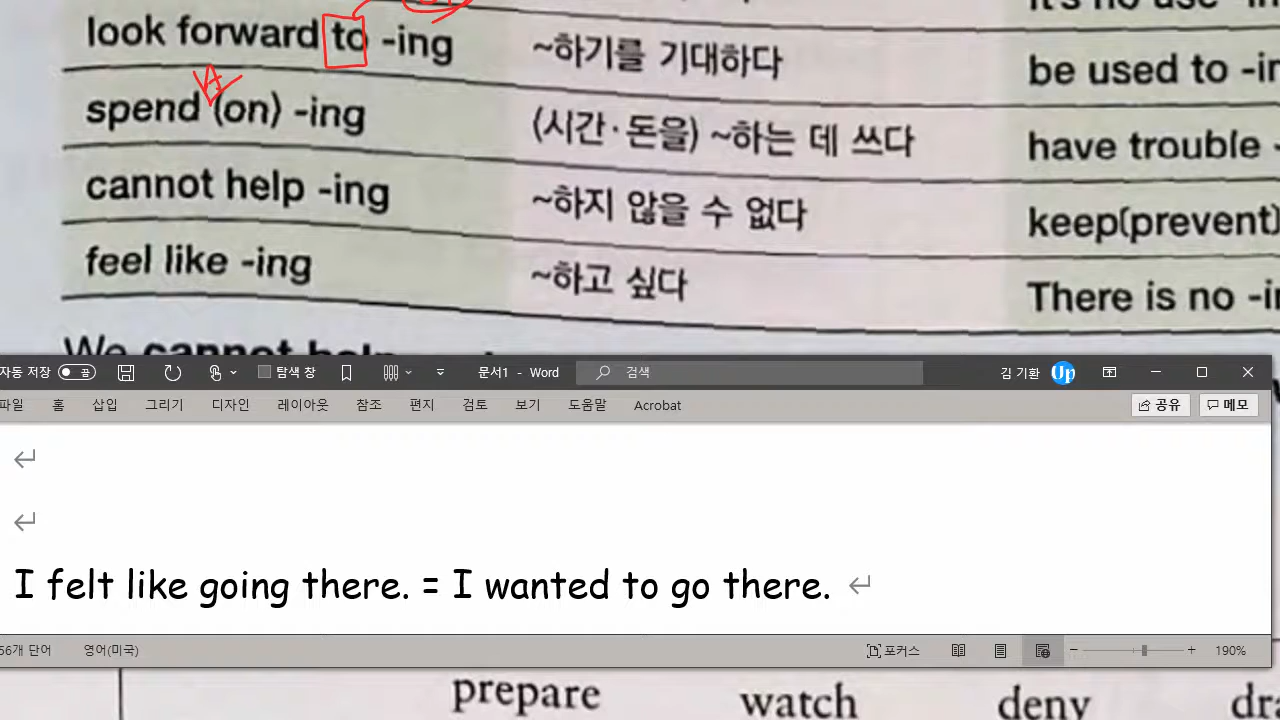 look forward to -ing ~하기를 기대하다 be used to
spend (on) -ing (시간·돈을) ~하는 데 쓰다 have trouble
cannot help -ing ~하지 않을 수 없다 keep(prevent)
feel like -ing ~하고 싶다 There is no
We cannot help
자동 저장 탐색 창 문서1 - Word 검색 김 기환 Up
파일 홈 삽입 그리기 디자인 레이아웃 참조 편지 검토 보기 도움말 Acrobat 공유 메모
I felt like going there. = I wanted to go there.
56개 단어 영어(미국) 포커스 190%
prepare watch deny